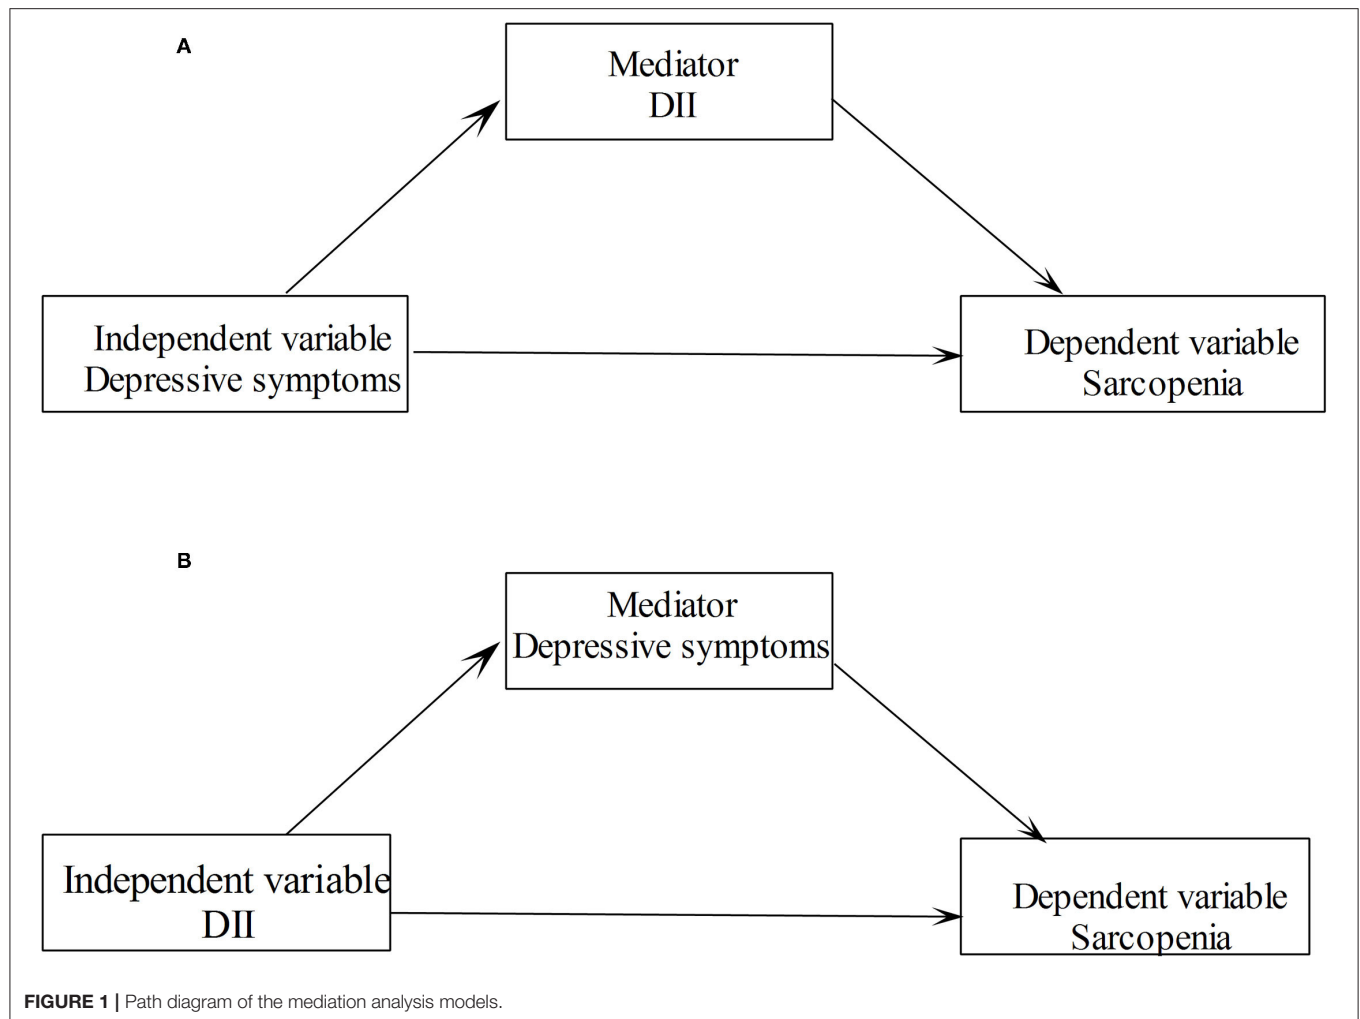 A
Mediator
DII
Independent variable
Depressive symptoms
Dependent variable
Sarcopenia
B
Mediator
Depressive symptoms
Independent variable
DII
Dependent variable
Sarcopenia
FIGURE 1 | Path diagram of the mediation analysis models.